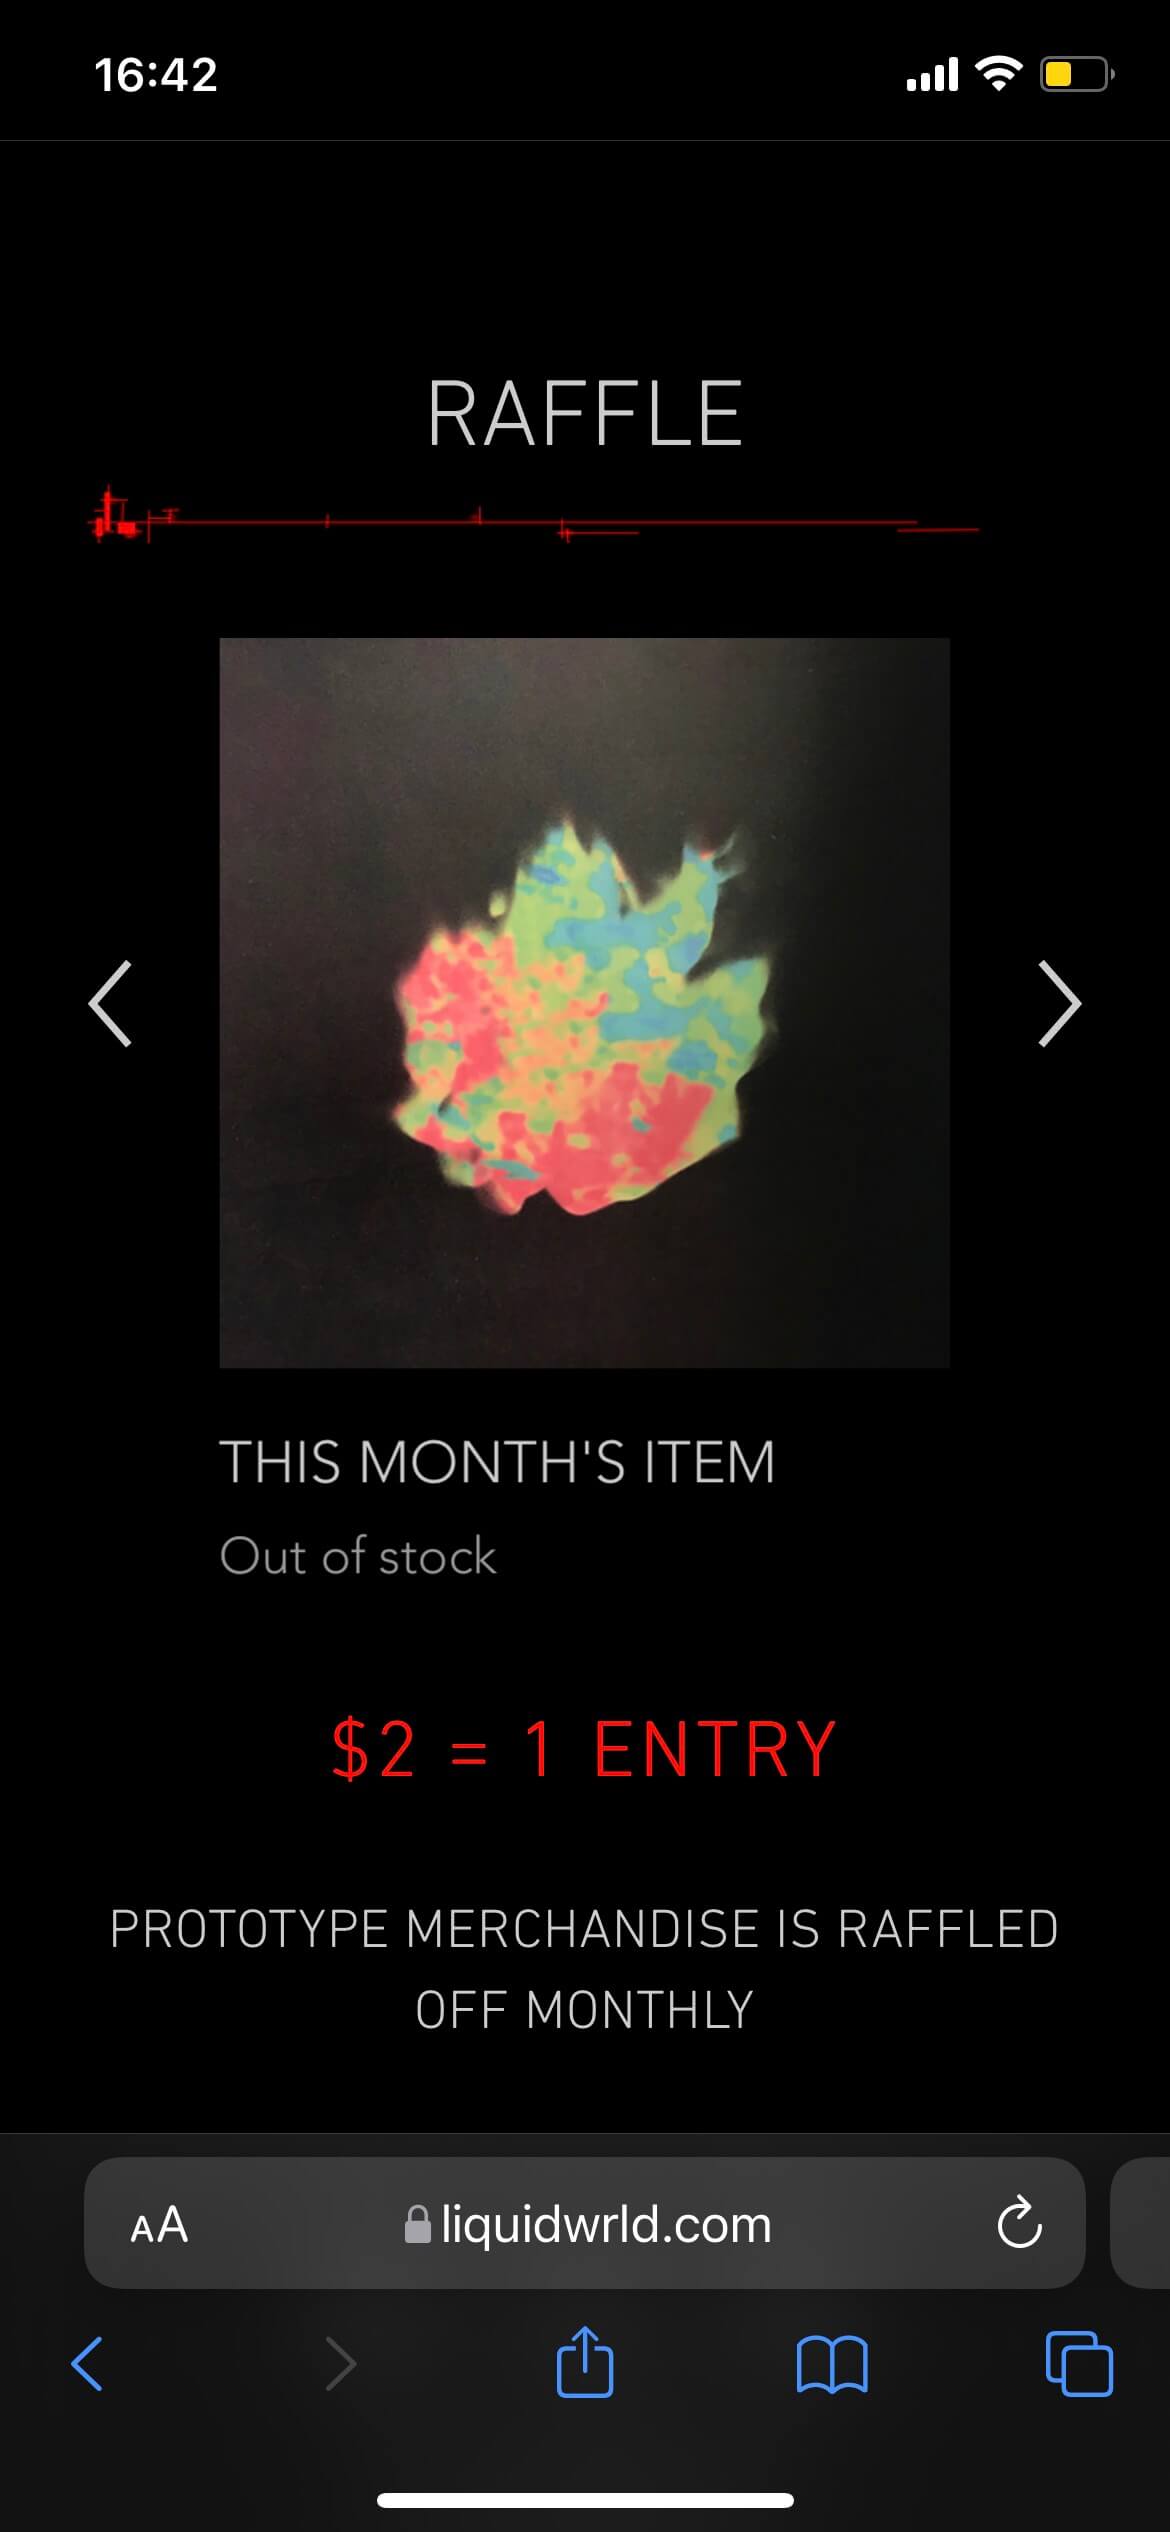 16:42
RAFFLE
THIS MONTH'S ITEM
Out of stock
$2 = 1 ENTRY
PROTOTYPE MERCHANDISE IS RAFFLED
OFF MONTHLY
AA liquidwrld.com